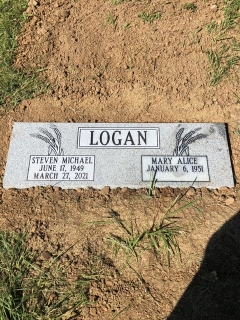 LOGAN
STEVEN MICHAEL
JUNE 17, 1949
MARCH 27, 2021
MARY ALICE
JANUARY 6, 1951